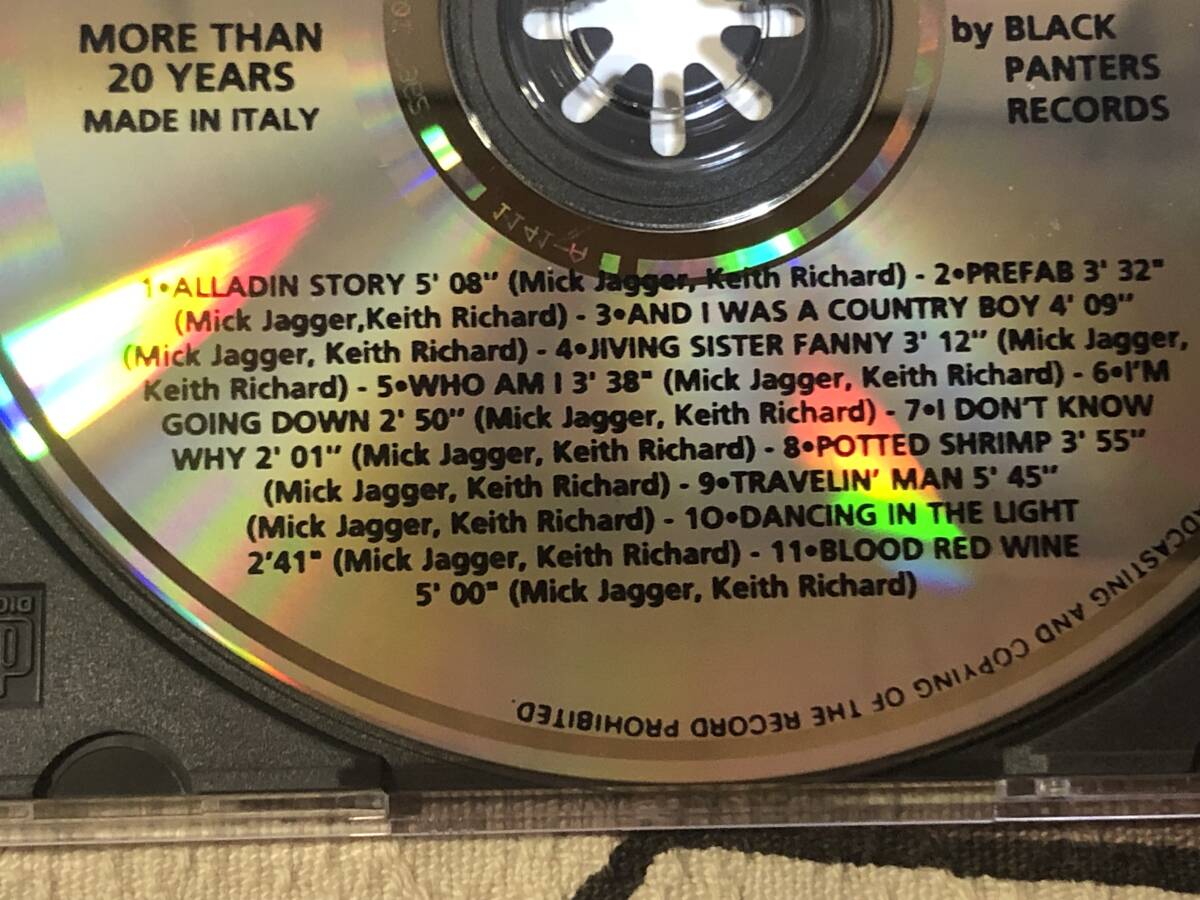 MORE THAN
20 YEARS
MADE IN ITALY
by BLACK
PANTERS
RECORDS
1•ALLADIN STORY 5' 08" (Mick Jagger, Keith Richard) - 2•PREFAB 3' 32"
(Mick Jagger,Keith Richard) - 3•AND I WAS A COUNTRY BOY 4' 09"
(Mick Jagger, Keith Richard) - 4•JIVING SISTER FANNY 3' 12" (Mick Jagger,
Keith Richard) - 5•WHO AM I 3' 38" (Mick Jagger, Keith Richard) - 6•I'M
GOING DOWN 2' 50" (Mick Jagger, Keith Richard) - 7•I DON'T KNOW
WHY 2' 01" (Mick Jagger, Keith Richard) - 8•POTTED SHRIMP 3' 55"
(Mick Jagger, Keith Richard) - 9•TRAVELIN' MAN 5' 45"
(Mick Jagger, Keith Richard) - 10•DANCING IN THE LIGHT
2'41" (Mick Jagger, Keith Richard) - 11•BLOOD RED WINE
5' 00" (Mick Jagger, Keith Richard)
AND COPYING OF THE RECORD PROHIBITED.